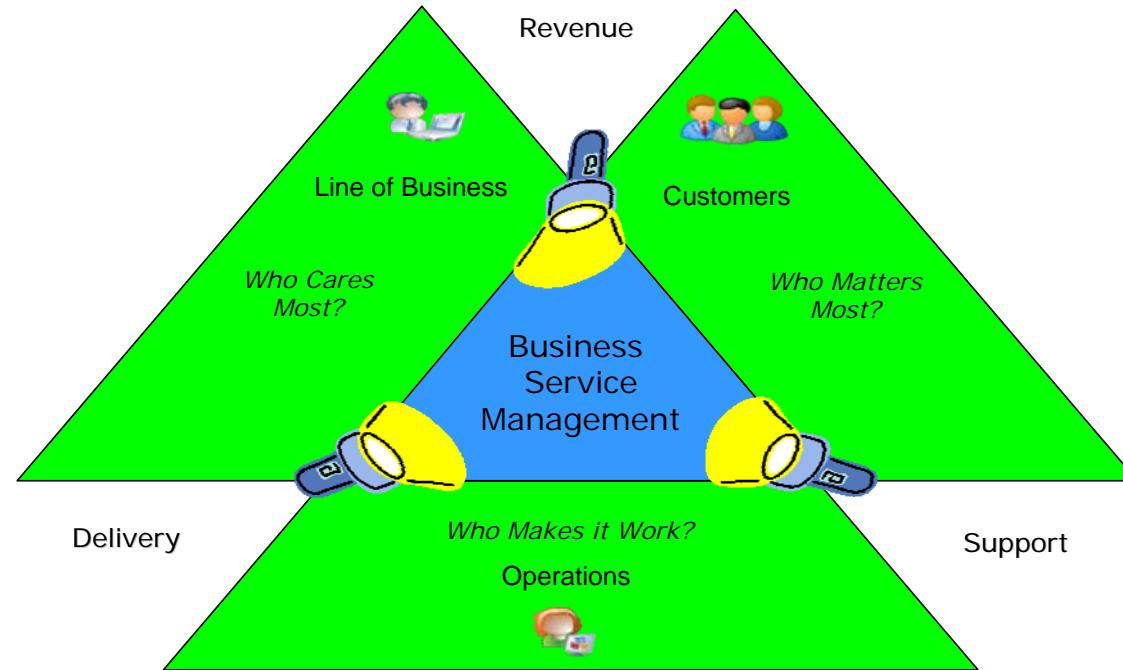 Revenue
Line of Business
Customers
Who Cares
Most?
Who Matters
Most?
Business
Service
Management
Delivery
Who Makes it Work?
Support
Operations